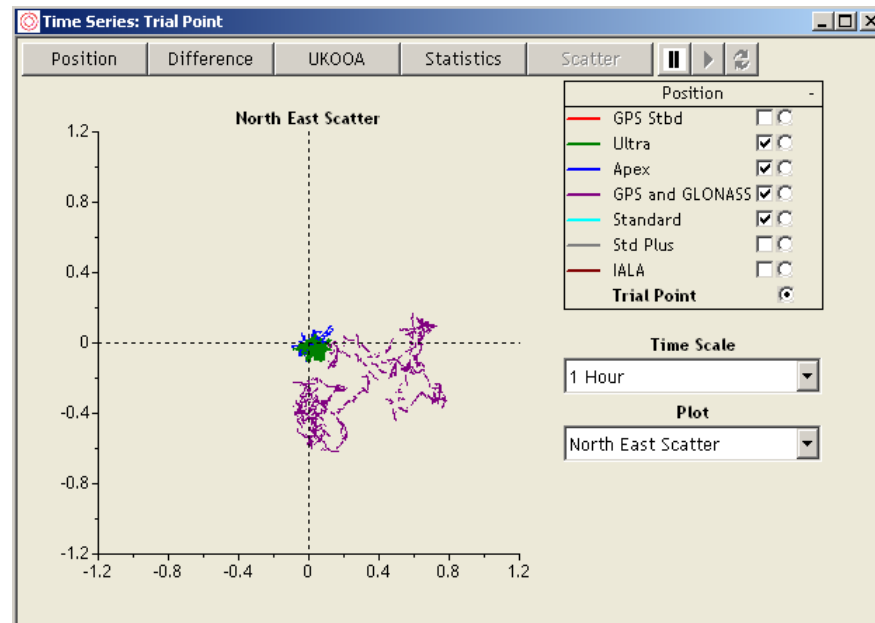 Time Series: Trial Point
Position Difference UKOOA Statistics Scatter
Position -
GPS Stbd
Ultra
Apex
GPS and GLONASS
Standard
Std Plus
IALA
Trial Point
Time Scale
1 Hour
Plot
North East Scatter
North East Scatter
1.2
0.8
0.4
0
-0.4
-0.8
-1.2
-1.2 -0.8 -0.4 0 0.4 0.8 1.2